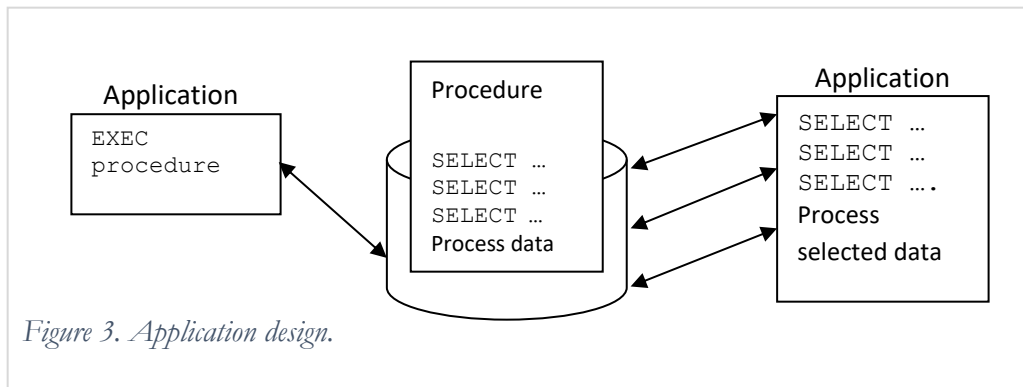 Application
EXEC
procedure
Procedure
SELECT …
SELECT …
SELECT …
Process data
Application
SELECT …
SELECT …
SELECT ….
Process
selected data
Figure 3. Application design.